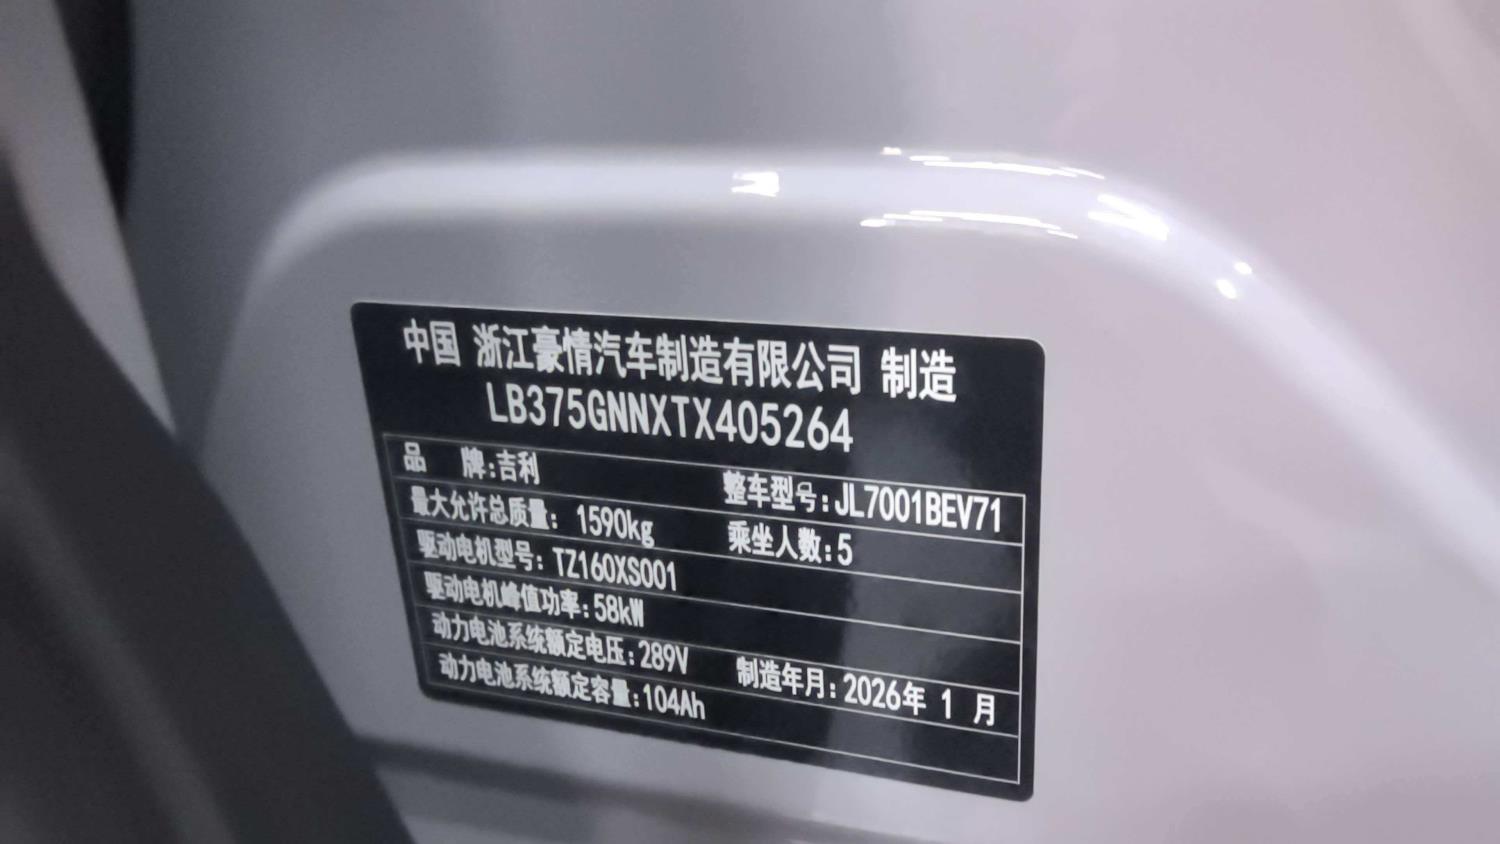 中国 浙江豪情汽车制造有限公司 制造
LB375GNNXTX405264
品 牌:吉利 整车型号:JL7001BEV71
最大允许总质量: 1590kg 乘坐人数:5
驱动电机型号: TZ160XS001
驱动电机峰值功率:58kW
动力电池系统额定电压:289V 制造年月:2026年 1 月
动力电池系统额定容量:104Ah